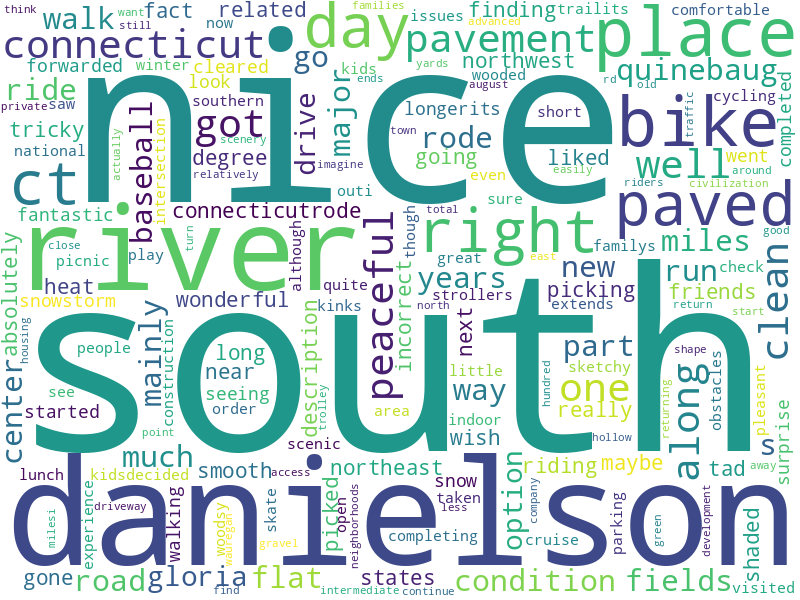 think
want
families
advanced
fact
related
day
finding
trailits
comfortable
place
connecticut
walk
still
now
issues
yards
forwarded
winter
cleared
go
pavement
northwest
wooded
rd
old
ride
look
kids
ends
august
quinebaug
private
saw
southern
nice
access
bike
cycling
traffic
completed
tricky
baseball
got
drive
major
rode
town
short
national
intersection
degree
going
scenery
liked
well
went
ct
actually
relatively
outi
even
imagine
easily
riders
around
civilization
paved
fantastic
connecticutrode
sure
total
familys
good
river
right
miles
close
turn
although
though
great
east
check
absolutely
picnic
play
peaceful
quite
years
new
run
heat
strollers
picking
friends
return
snowstorm
wonderful
kinks
north
extends
start
clean
mainly
incorrect
next
part
housing
people
construction
long
description
south
way
sketchy
shape
obstacles
see
near
little
one
along
pleasant
center
seeing
area
indoor
really
hundred
returning
started
order
trolley
wish
point
scenic
hollow
s
much
danielson
lunch
kidsdecided
smooth
northeast
snow
option
riding
maybe
tad
away
surprise
experience
walking
woodsy
wauregan
skate
open
picked
taken
less
company
access
driveway
neighborhoods
completing
cruise
parking
green
development
shaded
milesi
gravel
gone
road
gloria
find
flat
intermediate
states
continue
condition
fields
visited